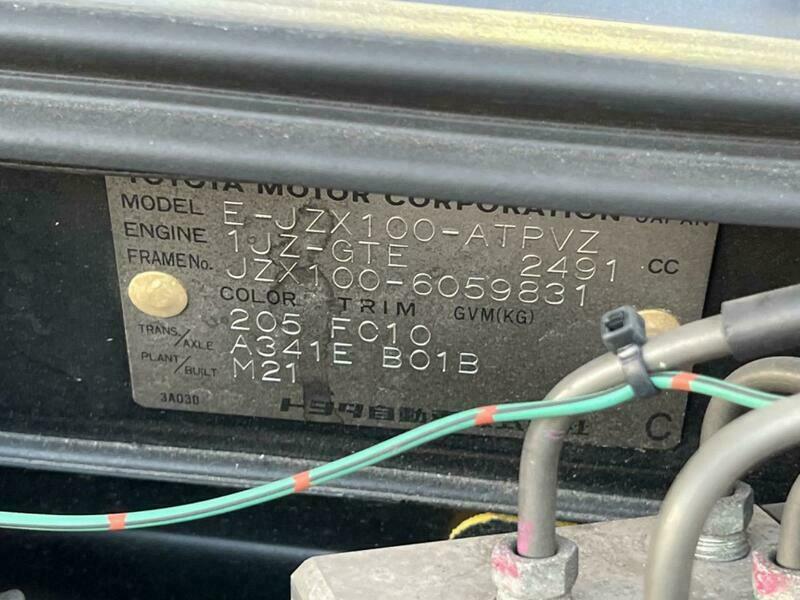 TOYOTA MOTOR CORPORATION JAPAN
MODEL E-JZX100-ATPVZ
ENGINE 1JZ-GTE 2491 CC
FRAME No. JZX100-6059831
COLOR TRIM GVM(KG)
205 FC10
TRANS./AXLE A341E B01B
PLANT/BUILT M21
3A030 トヨタ自動 C